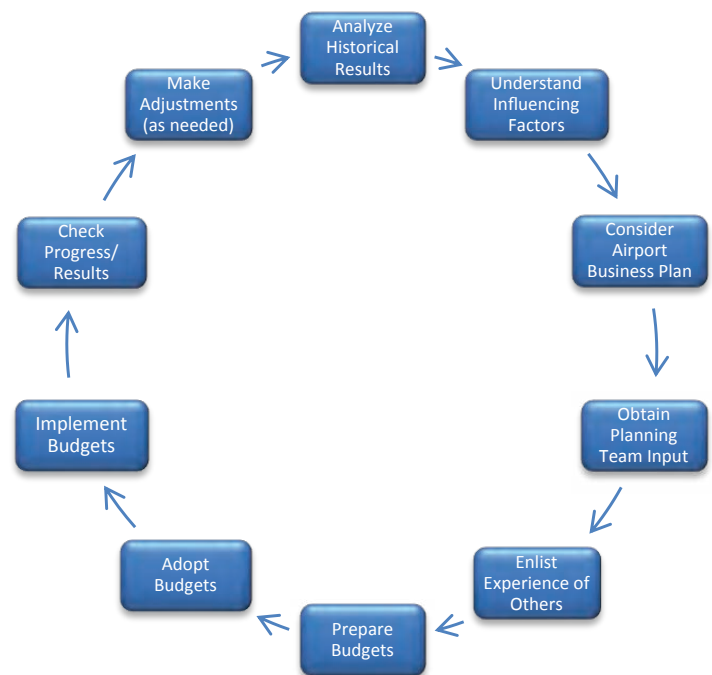 Analyze
Historical
Results
Understand
Influencing
Factors
Consider
Airport
Business Plan
Obtain
Planning
Team Input
Enlist
Experience of
Others
Prepare
Budgets
Adopt
Budgets
Implement
Budgets
Check
Progress/
Results
Make
Adjustments
(as needed)